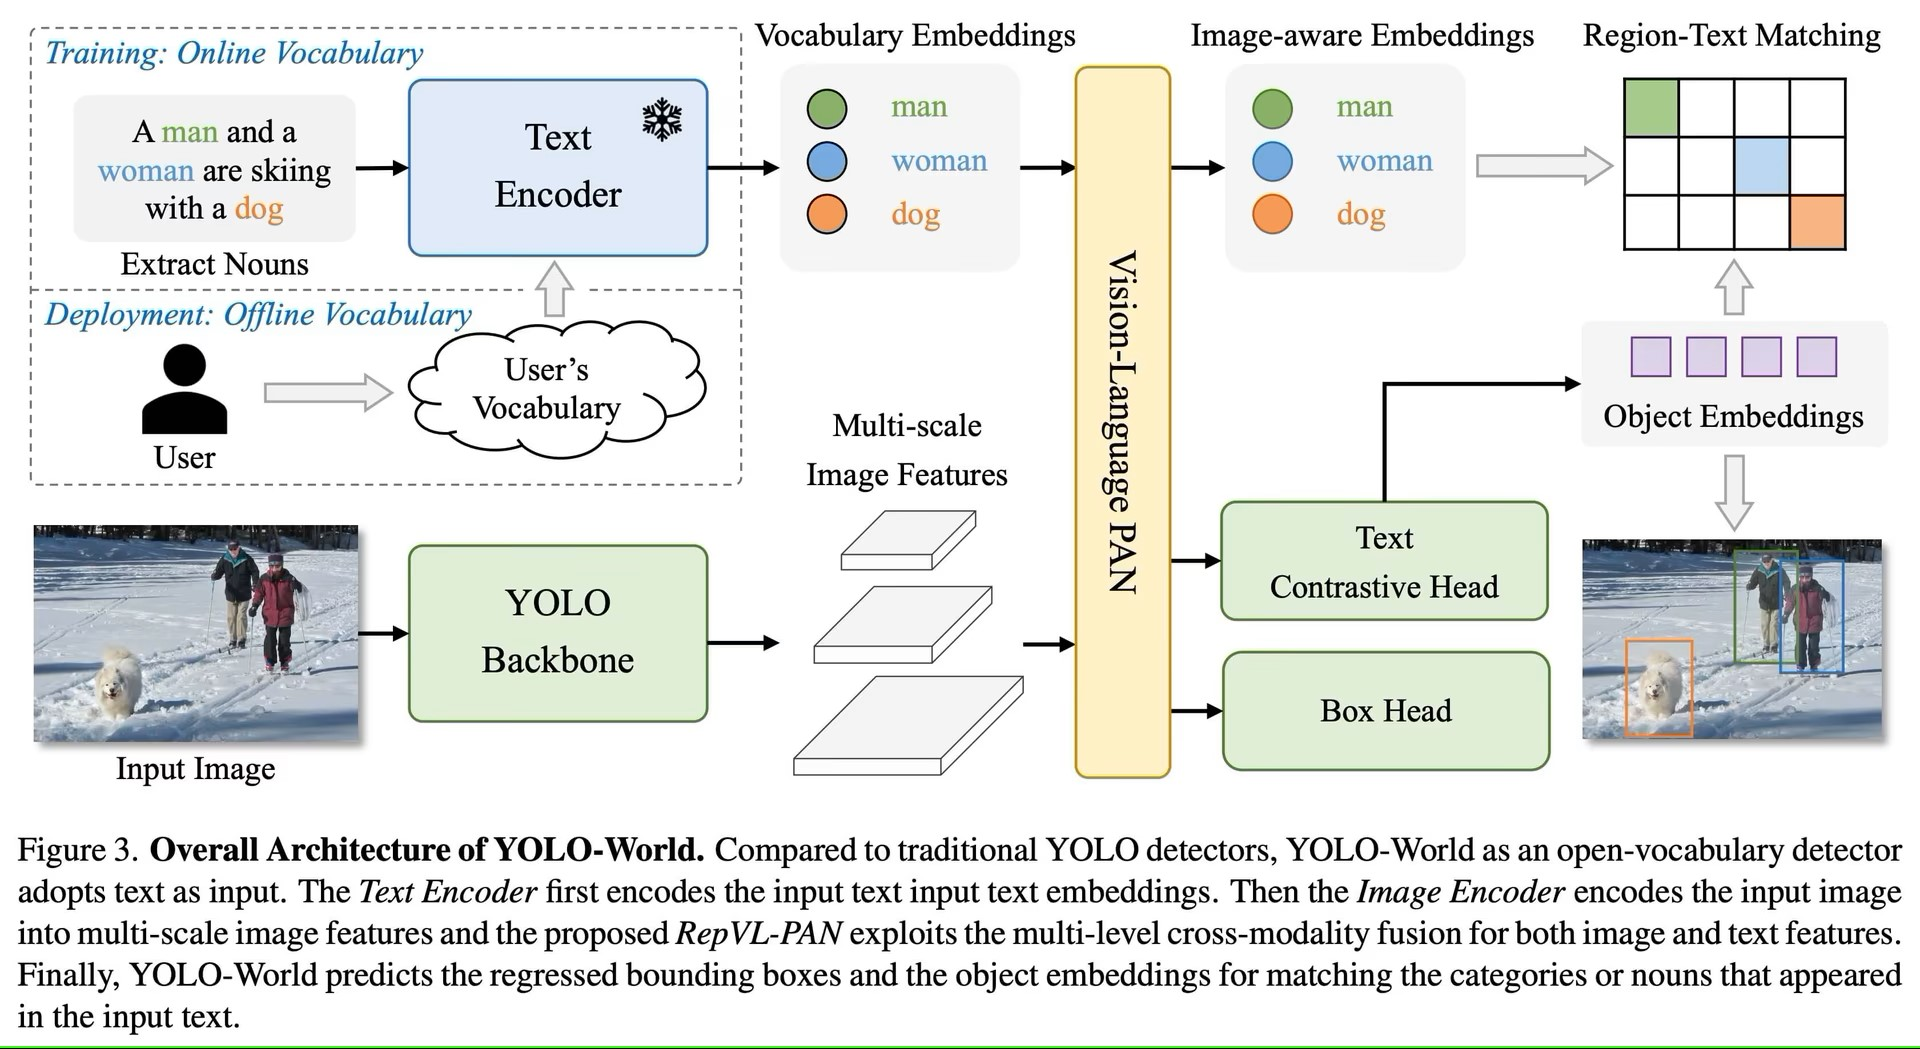 Training: Online Vocabulary
A man and a
woman are skiing
with a dog
Extract Nouns
Text
Encoder
Deployment: Offline Vocabulary
User
User's
Vocabulary
Vocabulary Embeddings
man
woman
dog
Image-aware Embeddings
man
woman
dog
Region-Text Matching
Input Image
YOLO
Backbone
Multi-scale
Image Features
Vision-Language PAN
Text
Contrastive Head
Box Head
Object Embeddings
Figure 3. Overall Architecture of YOLO-World. Compared to traditional YOLO detectors, YOLO-World as an open-vocabulary detector
adopts text as input. The Text Encoder first encodes the input text input text embeddings. Then the Image Encoder encodes the input image
into multi-scale image features and the proposed RepVL-PAN exploits the multi-level cross-modality fusion for both image and text features.
Finally, YOLO-World predicts the regressed bounding boxes and the object embeddings for matching the categories or nouns that appeared
in the input text.